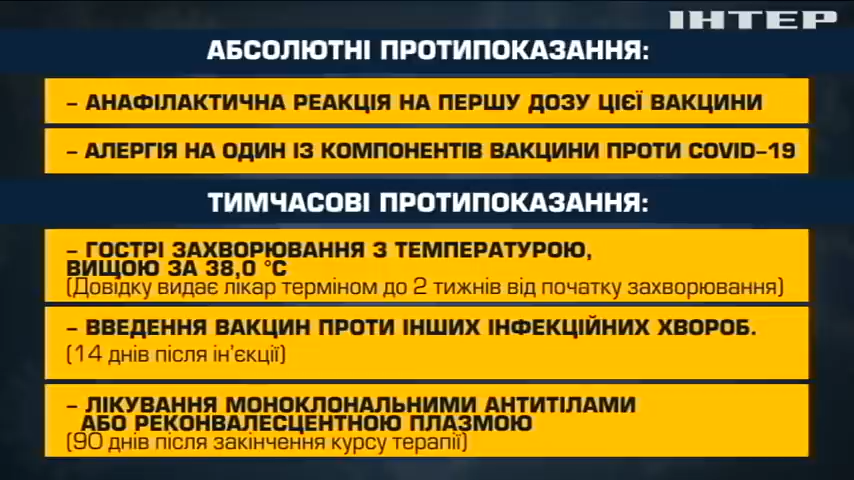 ІНТЕР
АБСОЛЮТНІ ПРОТИПОКАЗАННЯ:
– АНАФІЛАКТИЧНА РЕАКЦІЯ НА ПЕРШУ ДОЗУ ЦІЄЇ ВАКЦИНИ
– АЛЕРГІЯ НА ОДИН ІЗ КОМПОНЕНТІВ ВАКЦИНИ ПРОТИ COVID–19
ТИМЧАСОВІ ПРОТИПОКАЗАННЯ:
– ГОСТРІ ЗАХВОРЮВАННЯ З ТЕМПЕРАТУРОЮ,
ВИЩОЮ ЗА 38,0 °С
(Довідку видає лікар терміном до 2 тижнів від початку захворювання)
– ВВЕДЕННЯ ВАКЦИН ПРОТИ ІНШИХ ІНФЕКЦІЙНИХ ХВОРОБ.
(14 днів після ін’єкції)
– ЛІКУВАННЯ МОНОКЛОНАЛЬНИМИ АНТИТІЛАМИ
АБО РЕКОНВАЛЕСЦЕНТНОЮ ПЛАЗМОЮ
(90 днів після закінчення курсу терапії)